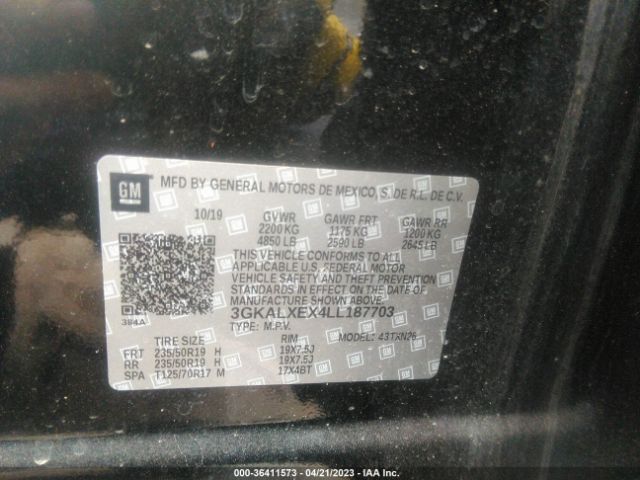 GM
MFD BY GENERAL MOTORS DE MEXICO, S. DE R.L. DE C.V.
10/19 GVWR GAWR FRT GAWR RR
2200 KG 1175 KG 1200 KG
4850 LB 2590 LB 2645 LB
THIS VEHICLE CONFORMS TO ALL
APPLICABLE U.S. FEDERAL MOTOR
VEHICLE SAFETY AND THEFT PREVENTION
STANDARDS IN EFFECT ON THE DATE OF
MANUFACTURE SHOWN ABOVE.
3GKALXEX4LL187703
394A TYPE: M.P.V. MODEL: 43TXN26
TIRE SIZE RIM
FRT 235/50R19 H 19X7.5J
RR 235/50R19 H 19X7.5J
SPA T125/70R17 M 17X4BT
000-36411573 - 04/21/2023 - IAA Inc.